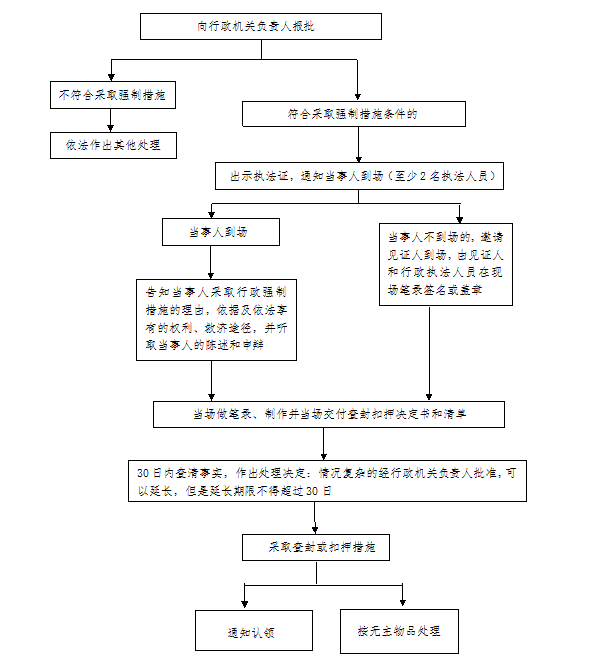 向行政机关负责人报批
不符合采取强制措施
符合采取强制措施条件的
依法作出其他处理
出示执法证，通知当事人到场（至少2名执法人员）
当事人到场
当事人不到场的，邀请
见证人到场，由见证人
和行政执法人员在现
场笔录签名或盖章
告知当事人采取行政强制
措施的理由，依据及依法享
有的权利、救济途径，并听
取当事人的陈述和申辩
当场做笔录、制作并当场交付查封扣押决定书和清单
30日内查清事实，作出处理决定：情况复杂的经行政机关负责人批准，可
以延长，但是延长期限不得超过30日
采取查封或扣押措施
通知认领
按无主物品处理